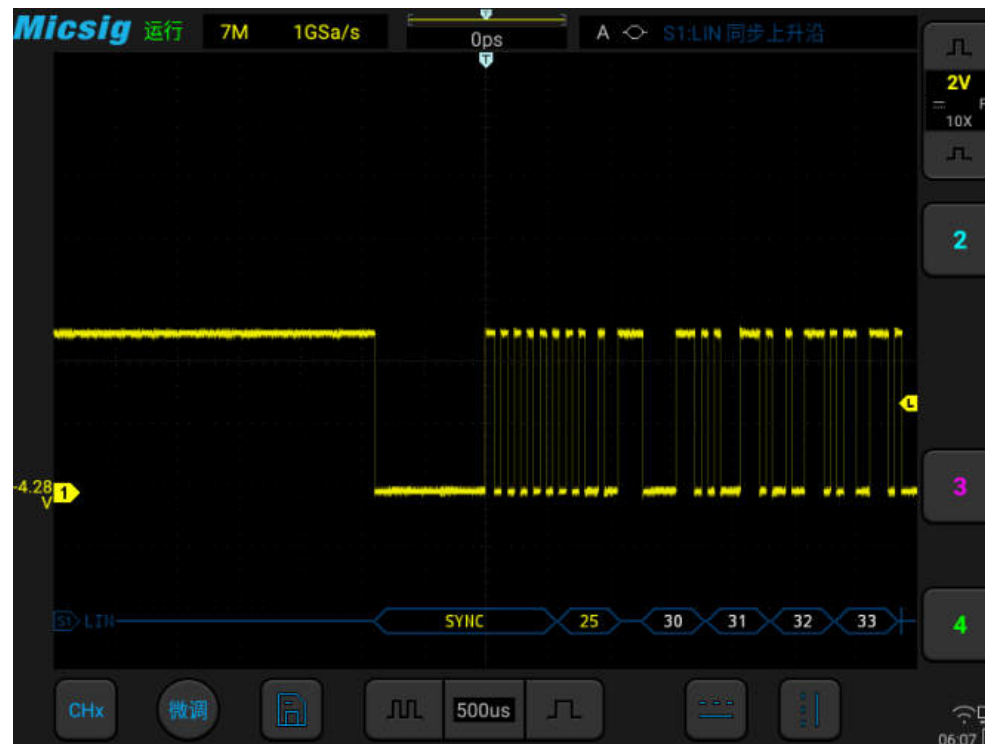 Micsig 运行 7M 1GSa/s 0ps A S1:LIN 同步上升沿
T
T
2V
F
10X
2
L
-4.28
V
1
3
S1 LIN SYNC 25 30 31 32 33
4
CHx 微调 500us
06:07